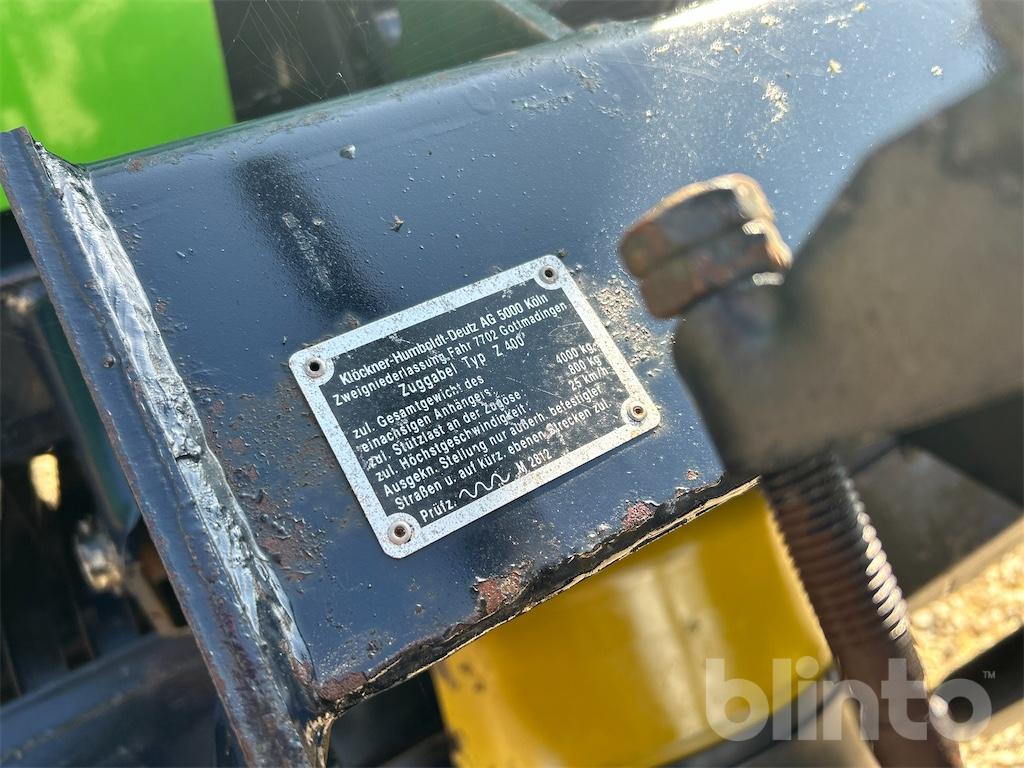 Klöckner-Humboldt-Deutz AG 5000 Köln
Zweigniederlassung Fahr 7702 Gottmadingen
Zuggabel Typ Z 400
zul. Gesamtgewicht des
einachsigen Anhängers: 4000 Kg
zul. Stützlast an der Zugöse 800 kg
zul. Höchstgeschwindigkeit: 25 km/h
Ausgekn. Stellung nur außerh. befestigter
Straßen u. auf kurz. ebenen Strecken zul.
Prüfz: M 2812
blinto™